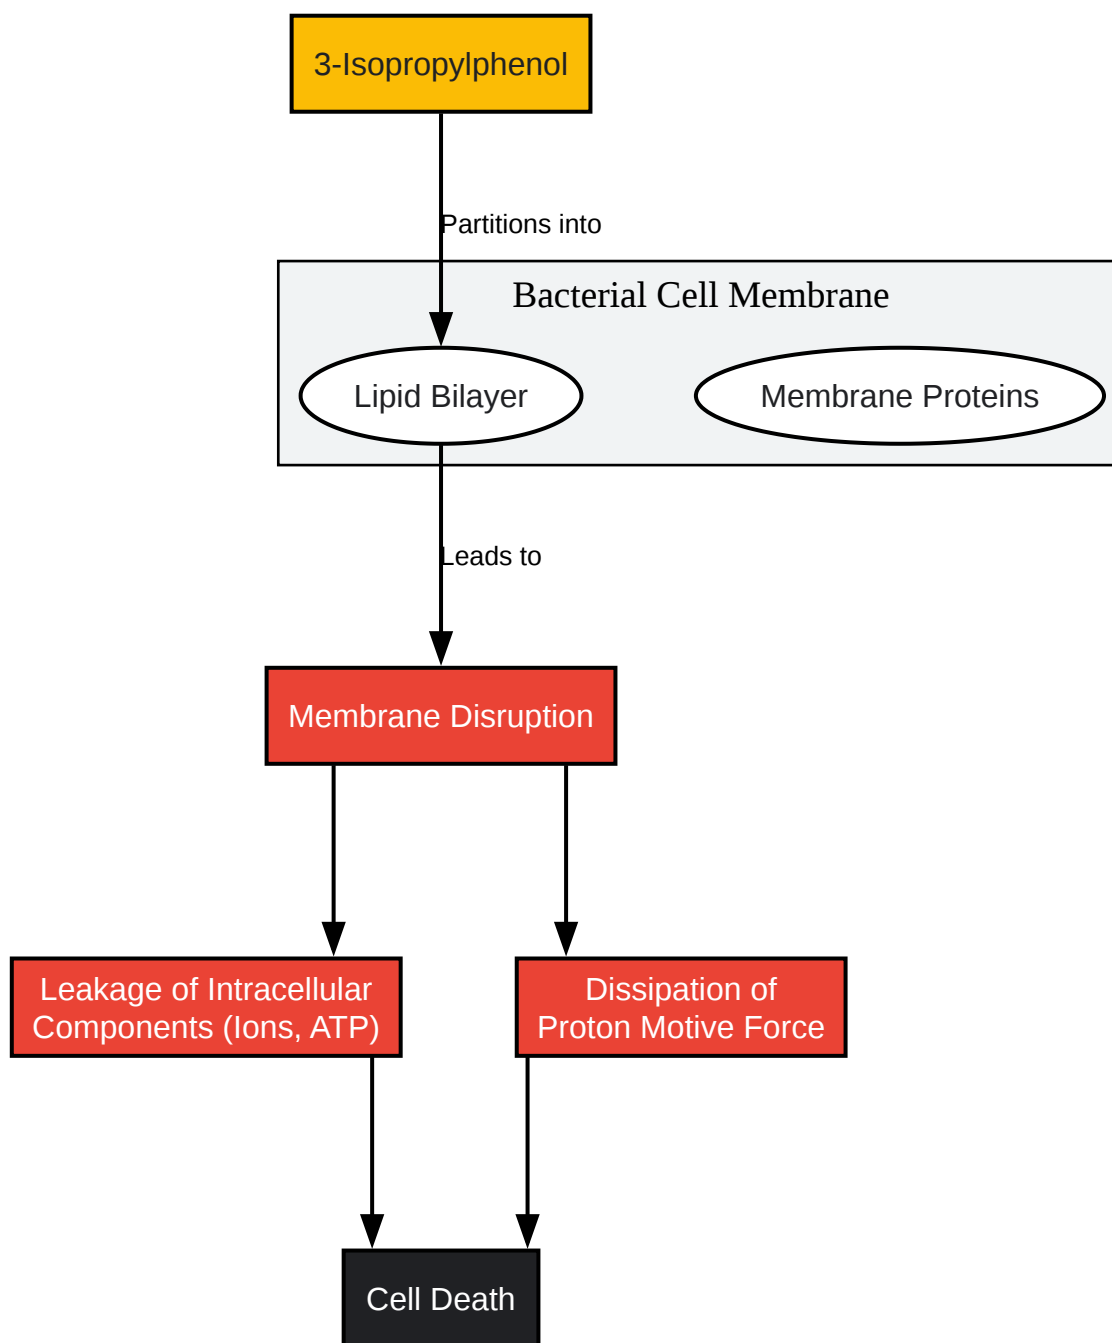 3-Isopropylphenol
Partitions into
Bacterial Cell Membrane
Lipid Bilayer
Membrane Proteins
Leads to
Membrane Disruption
Leakage of Intracellular
Components (Ions, ATP)
Dissipation of
Proton Motive Force
Cell Death